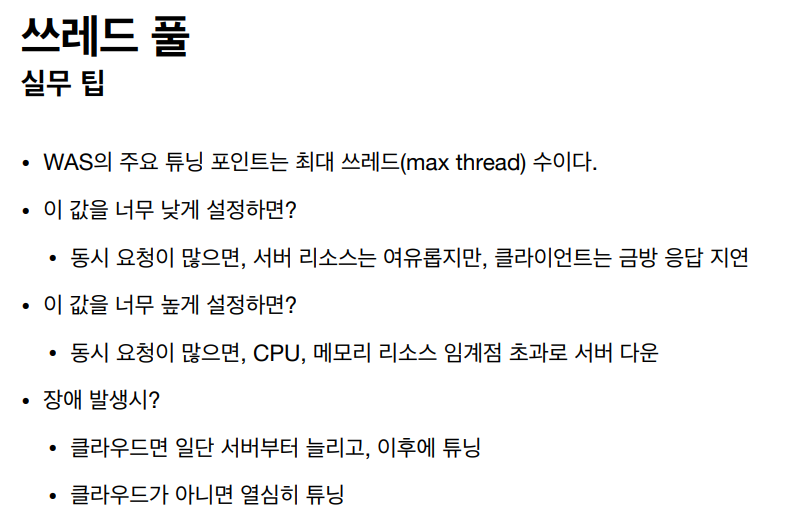 쓰레드 풀
실무 팁
• WAS의 주요 튜닝 포인트는 최대 쓰레드(max thread) 수이다.
• 이 값을 너무 낮게 설정하면?
• 동시 요청이 많으면, 서버 리소스는 여유롭지만, 클라이언트는 금방 응답 지연
• 이 값을 너무 높게 설정하면?
• 동시 요청이 많으면, CPU, 메모리 리소스 임계점 초과로 서버 다운
• 장애 발생시?
• 클라우드면 일단 서버부터 늘리고, 이후에 튜닝
• 클라우드가 아니면 열심히 튜닝